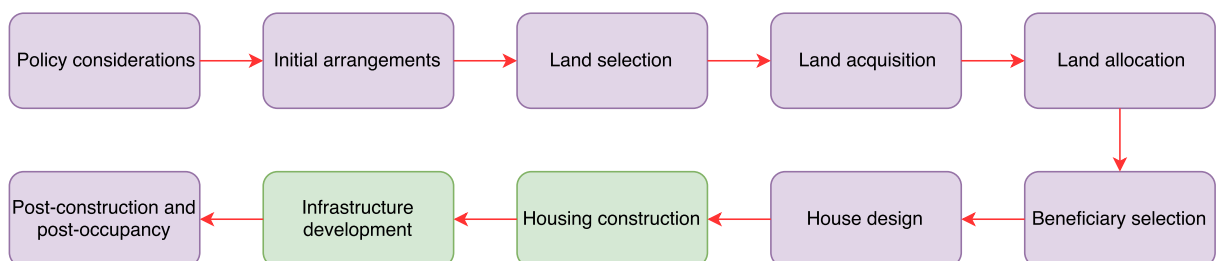 Policy considerations
Initial arrangements
Land selection
Land acquisition
Land allocation
Beneficiary selection
House design
Housing construction
Infrastructure
development
Post-construction and
post-occupancy